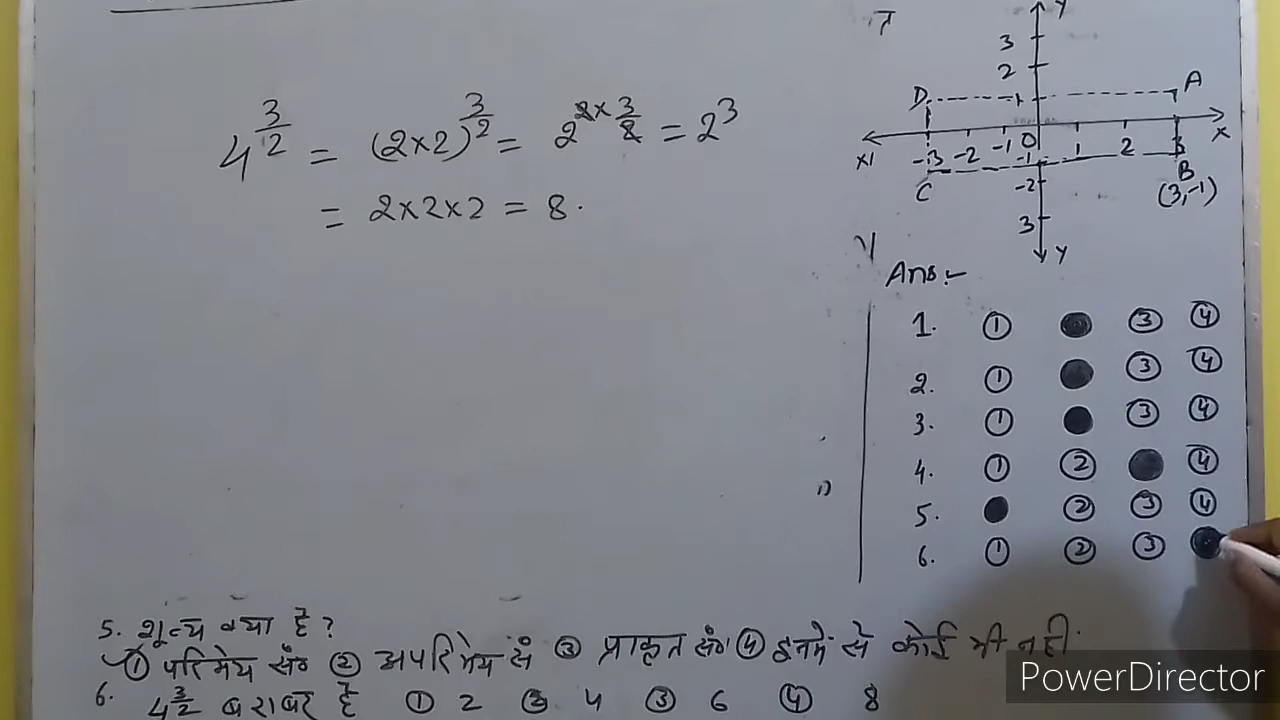 4^{3/2} = (2×2)^{3/2} = 2^{2×3/2} = 2^3
= 2×2×2 = 8.
Y
3
2
D 1 A
X' -3 -2 -1 0 1 2 3 X
-1
C B
-2 (3,-1)
3
Y
Ans:-
1. ① ③ ④
2. ① ③ ④
3. ① ③ ④
4. ① ② ④
5. ② ③ ④
6. ① ② ③
5. शून्य क्या है?
① परिमेय सं० ② अपरिमेय सं ③ प्राकृत सं० ④ इनमे से कोई भी नही.
6. 4^{3/2} बराबर है ① 2 ② 4 ③ 6 ④ 8
PowerDirector